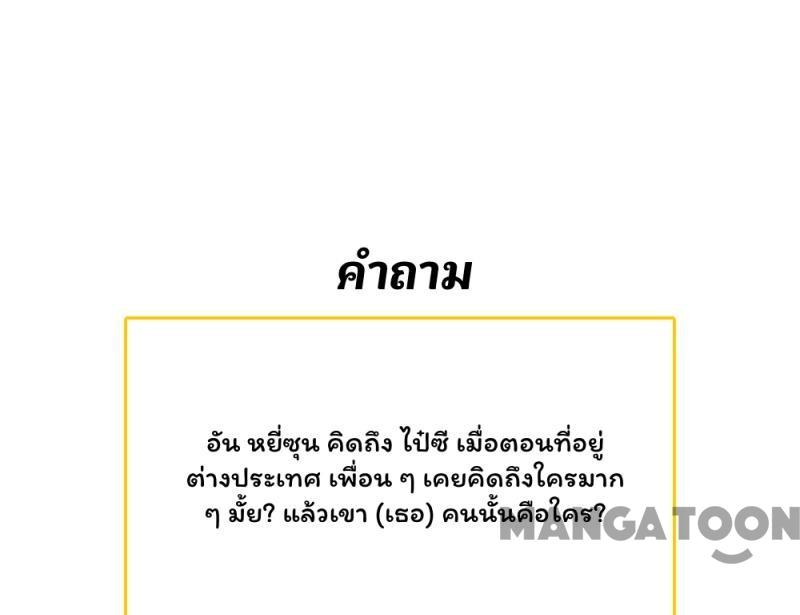 คำถาม
อัน หยี่ซุน คิดถึง ไป๋ซี เมื่อตอนที่อยู่
ต่างประเทศ เพื่อน ๆ เคยคิดถึงใครมาก
ๆ มั้ย? แล้วเขา (เธอ) คนนั้นคือใคร?
MANGATOON